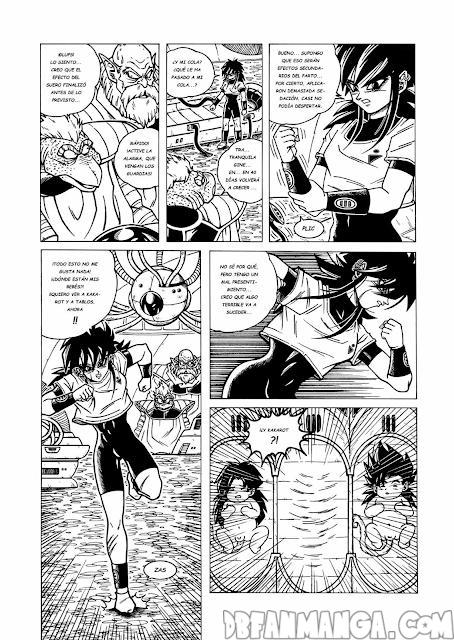 ¡BLUPS!
LO SIENTO...
CREO QUE EL
EFECTO DEL
SUERO FINALIZÓ
ANTES DE LO
PREVISTO...
¡RÁPIDO!
¡ACTIVE LA
ALARMA, QUE
VENGAN LOS
GUARDIAS!
¿Y MI COLA?
¿QUÉ LE HA
PASADO A MI
COLA...?
TRA...
TRANQUILA
GINE...
EN... EN 40
DÍAS VOLVERÁ
A CRECER...
BUENO... SUPONGO
QUE ESO SERÁN
EFECTOS SECUNDA-
RIOS DEL PARTO...
POR CIERTO, APLICAN
DEMASIADA SE-
DACIÓN, CASI NO
PODÍA DESPERTAR.
PLIC
¡TODO ESTO NO ME
GUSTA NADA!
¿DÓNDE ESTÁN MIS
BEBÉS?!
QUIERO VER A KAKA-
ROT Y A TABLOS,
AHORA
!!
ZAS
NO SÉ POR QUÉ,
PERO TENGO UN
MAL PRESENTI-
MIENTO...
CREO QUE ALGO
TERRIBLE VA A
SUCEDER...
¡¿Y KAKAROT
?!
DBFANMANGA.COM